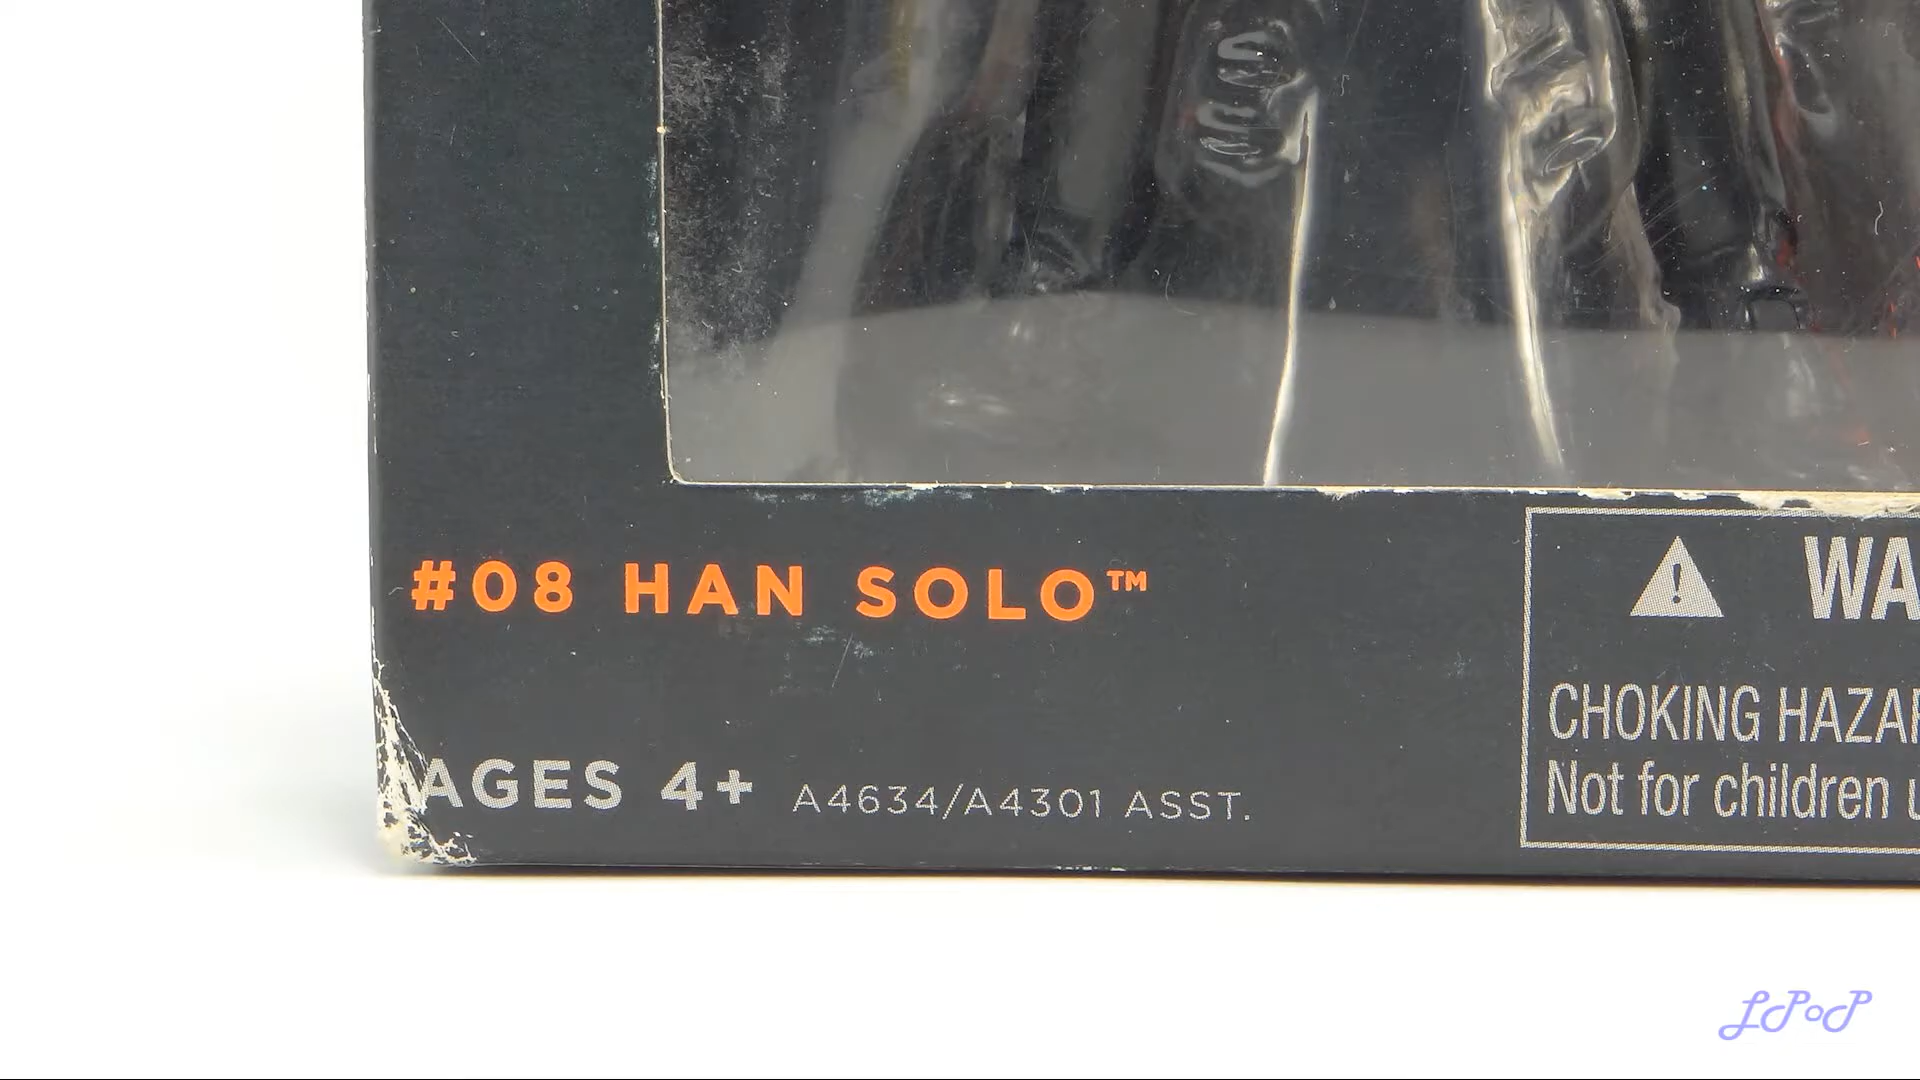 #08 HAN SOLO™
AGES 4+ A4634/A4301 ASST.
⚠ WA
CHOKING HAZAR
Not for children u
LPoP